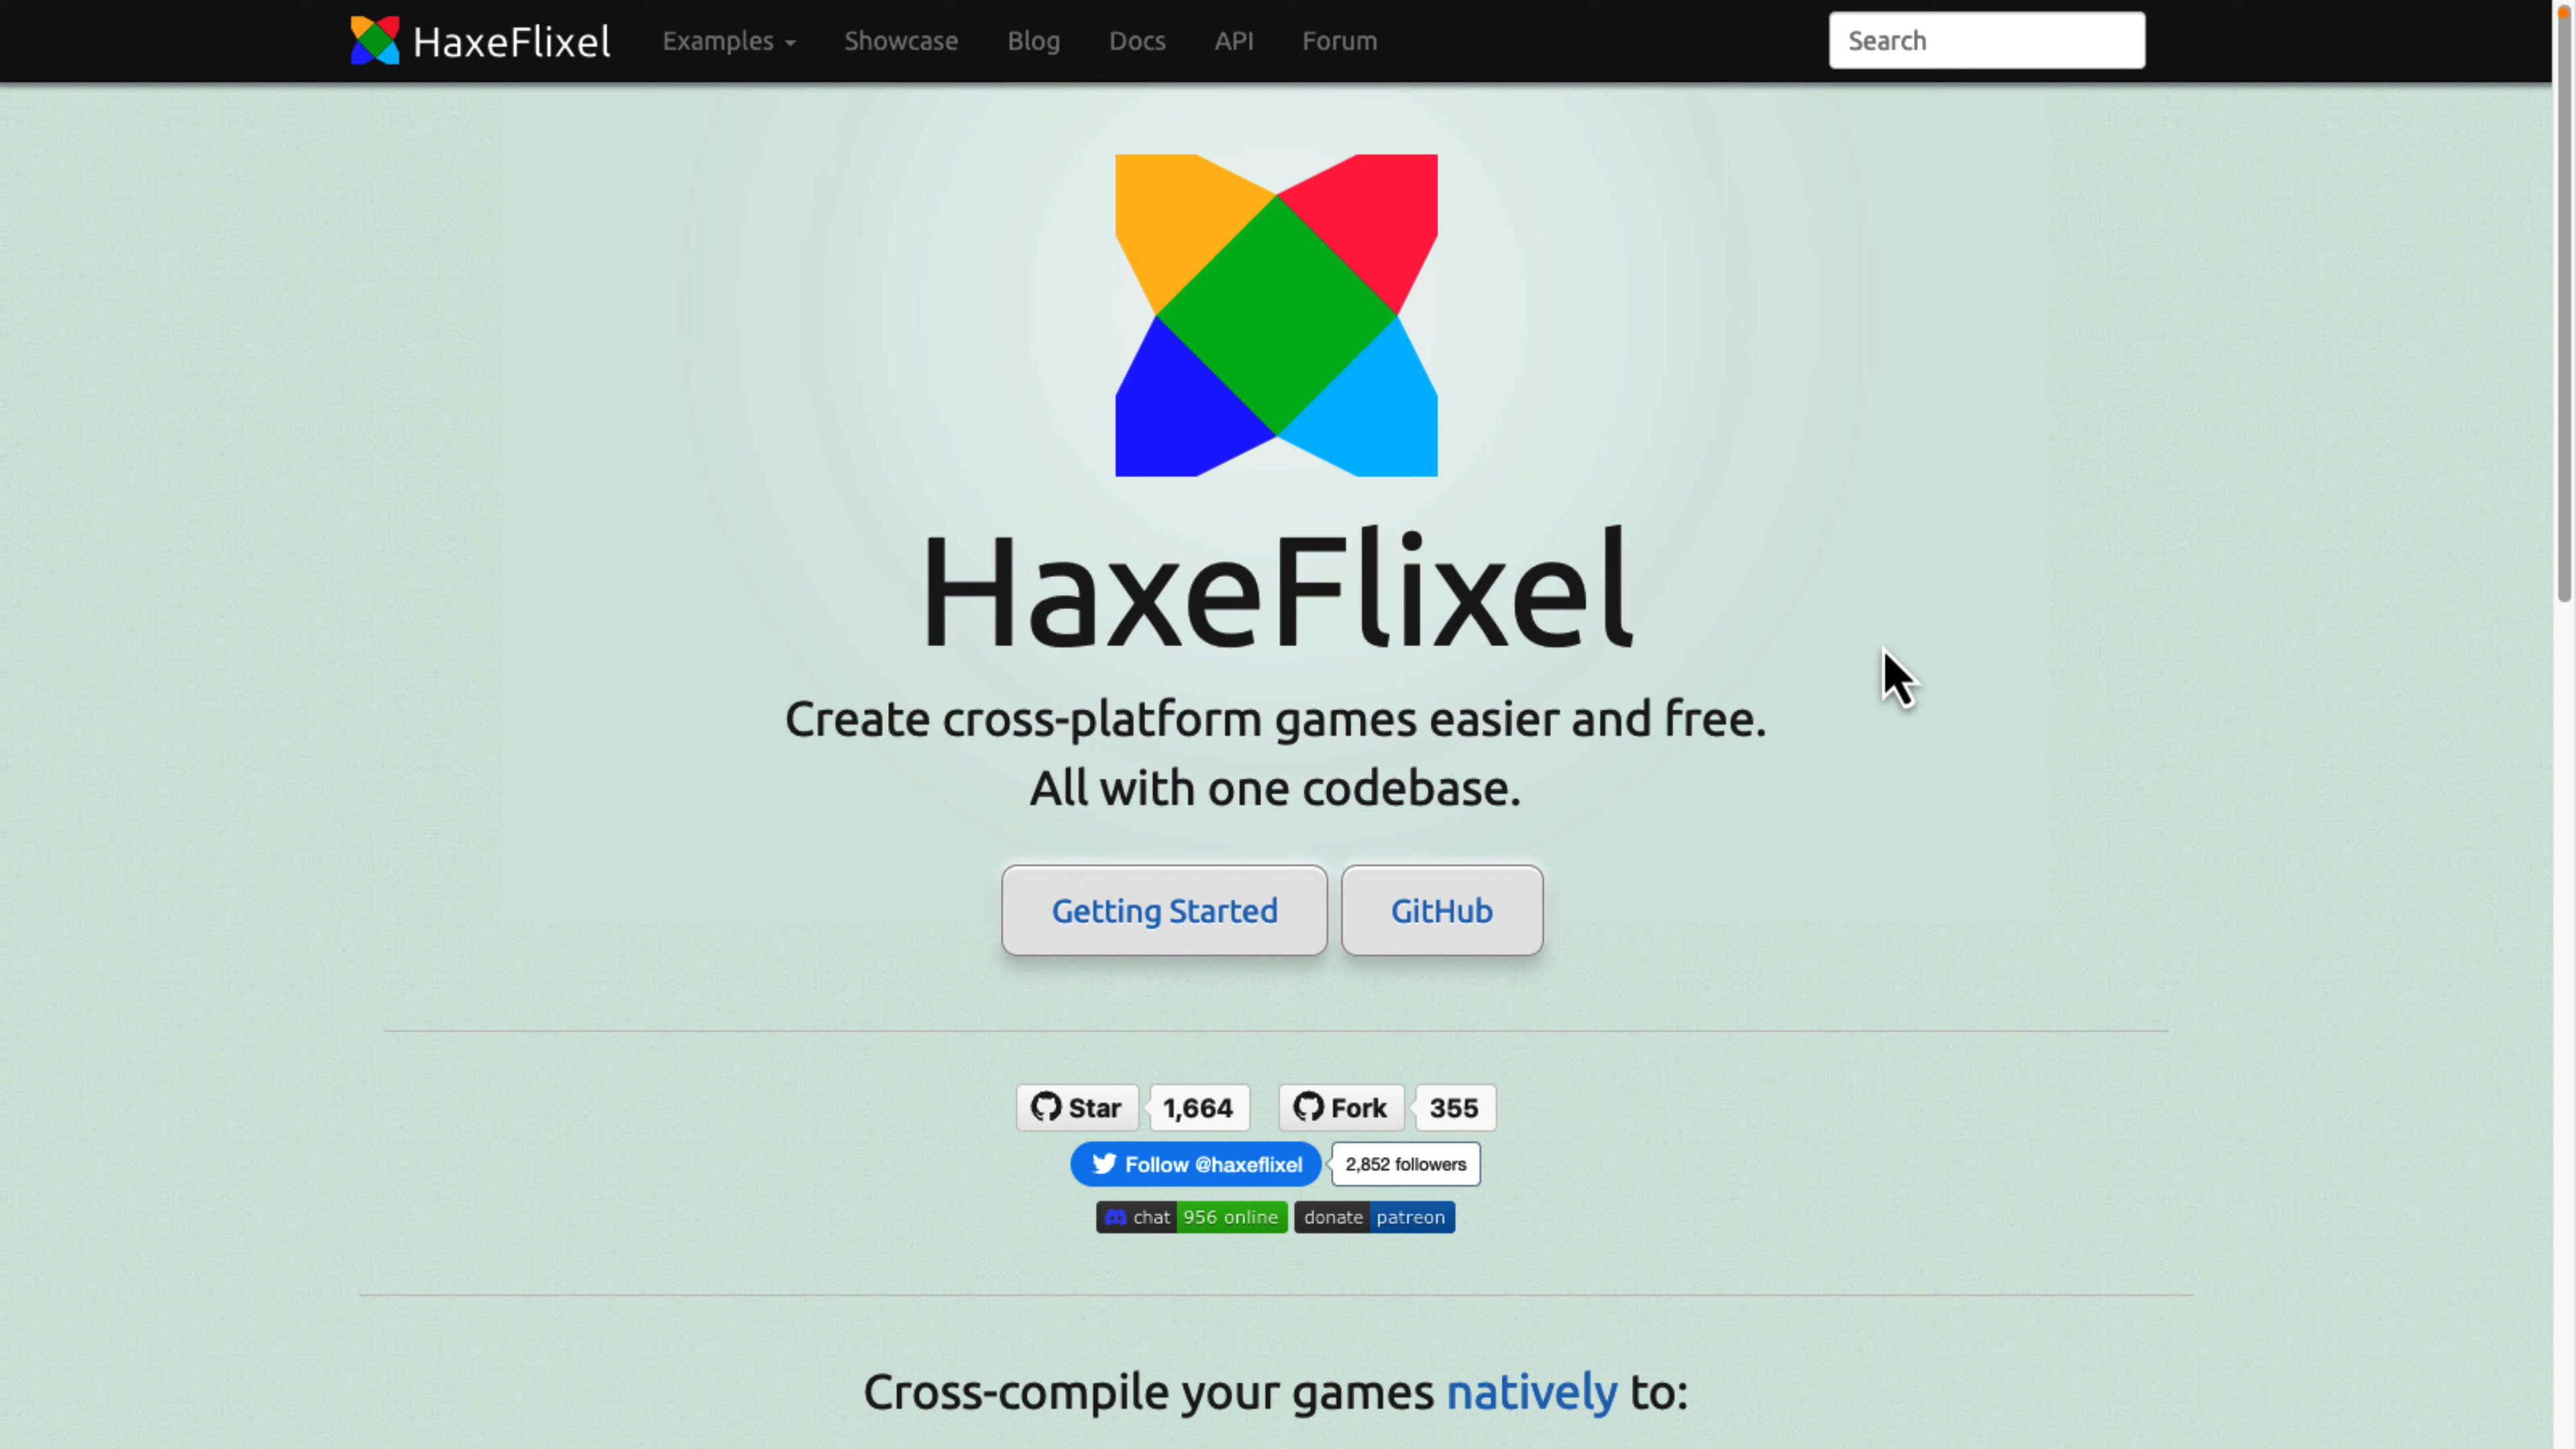 HaxeFlixel Examples Showcase Blog Docs API Forum Search
HaxeFlixel
Create cross-platform games easier and free.
All with one codebase.
Getting Started GitHub
Star 1,664 Fork 355
Follow @haxeflixel 2,852 followers
chat 956 online donate patreon
Cross-compile your games natively to: